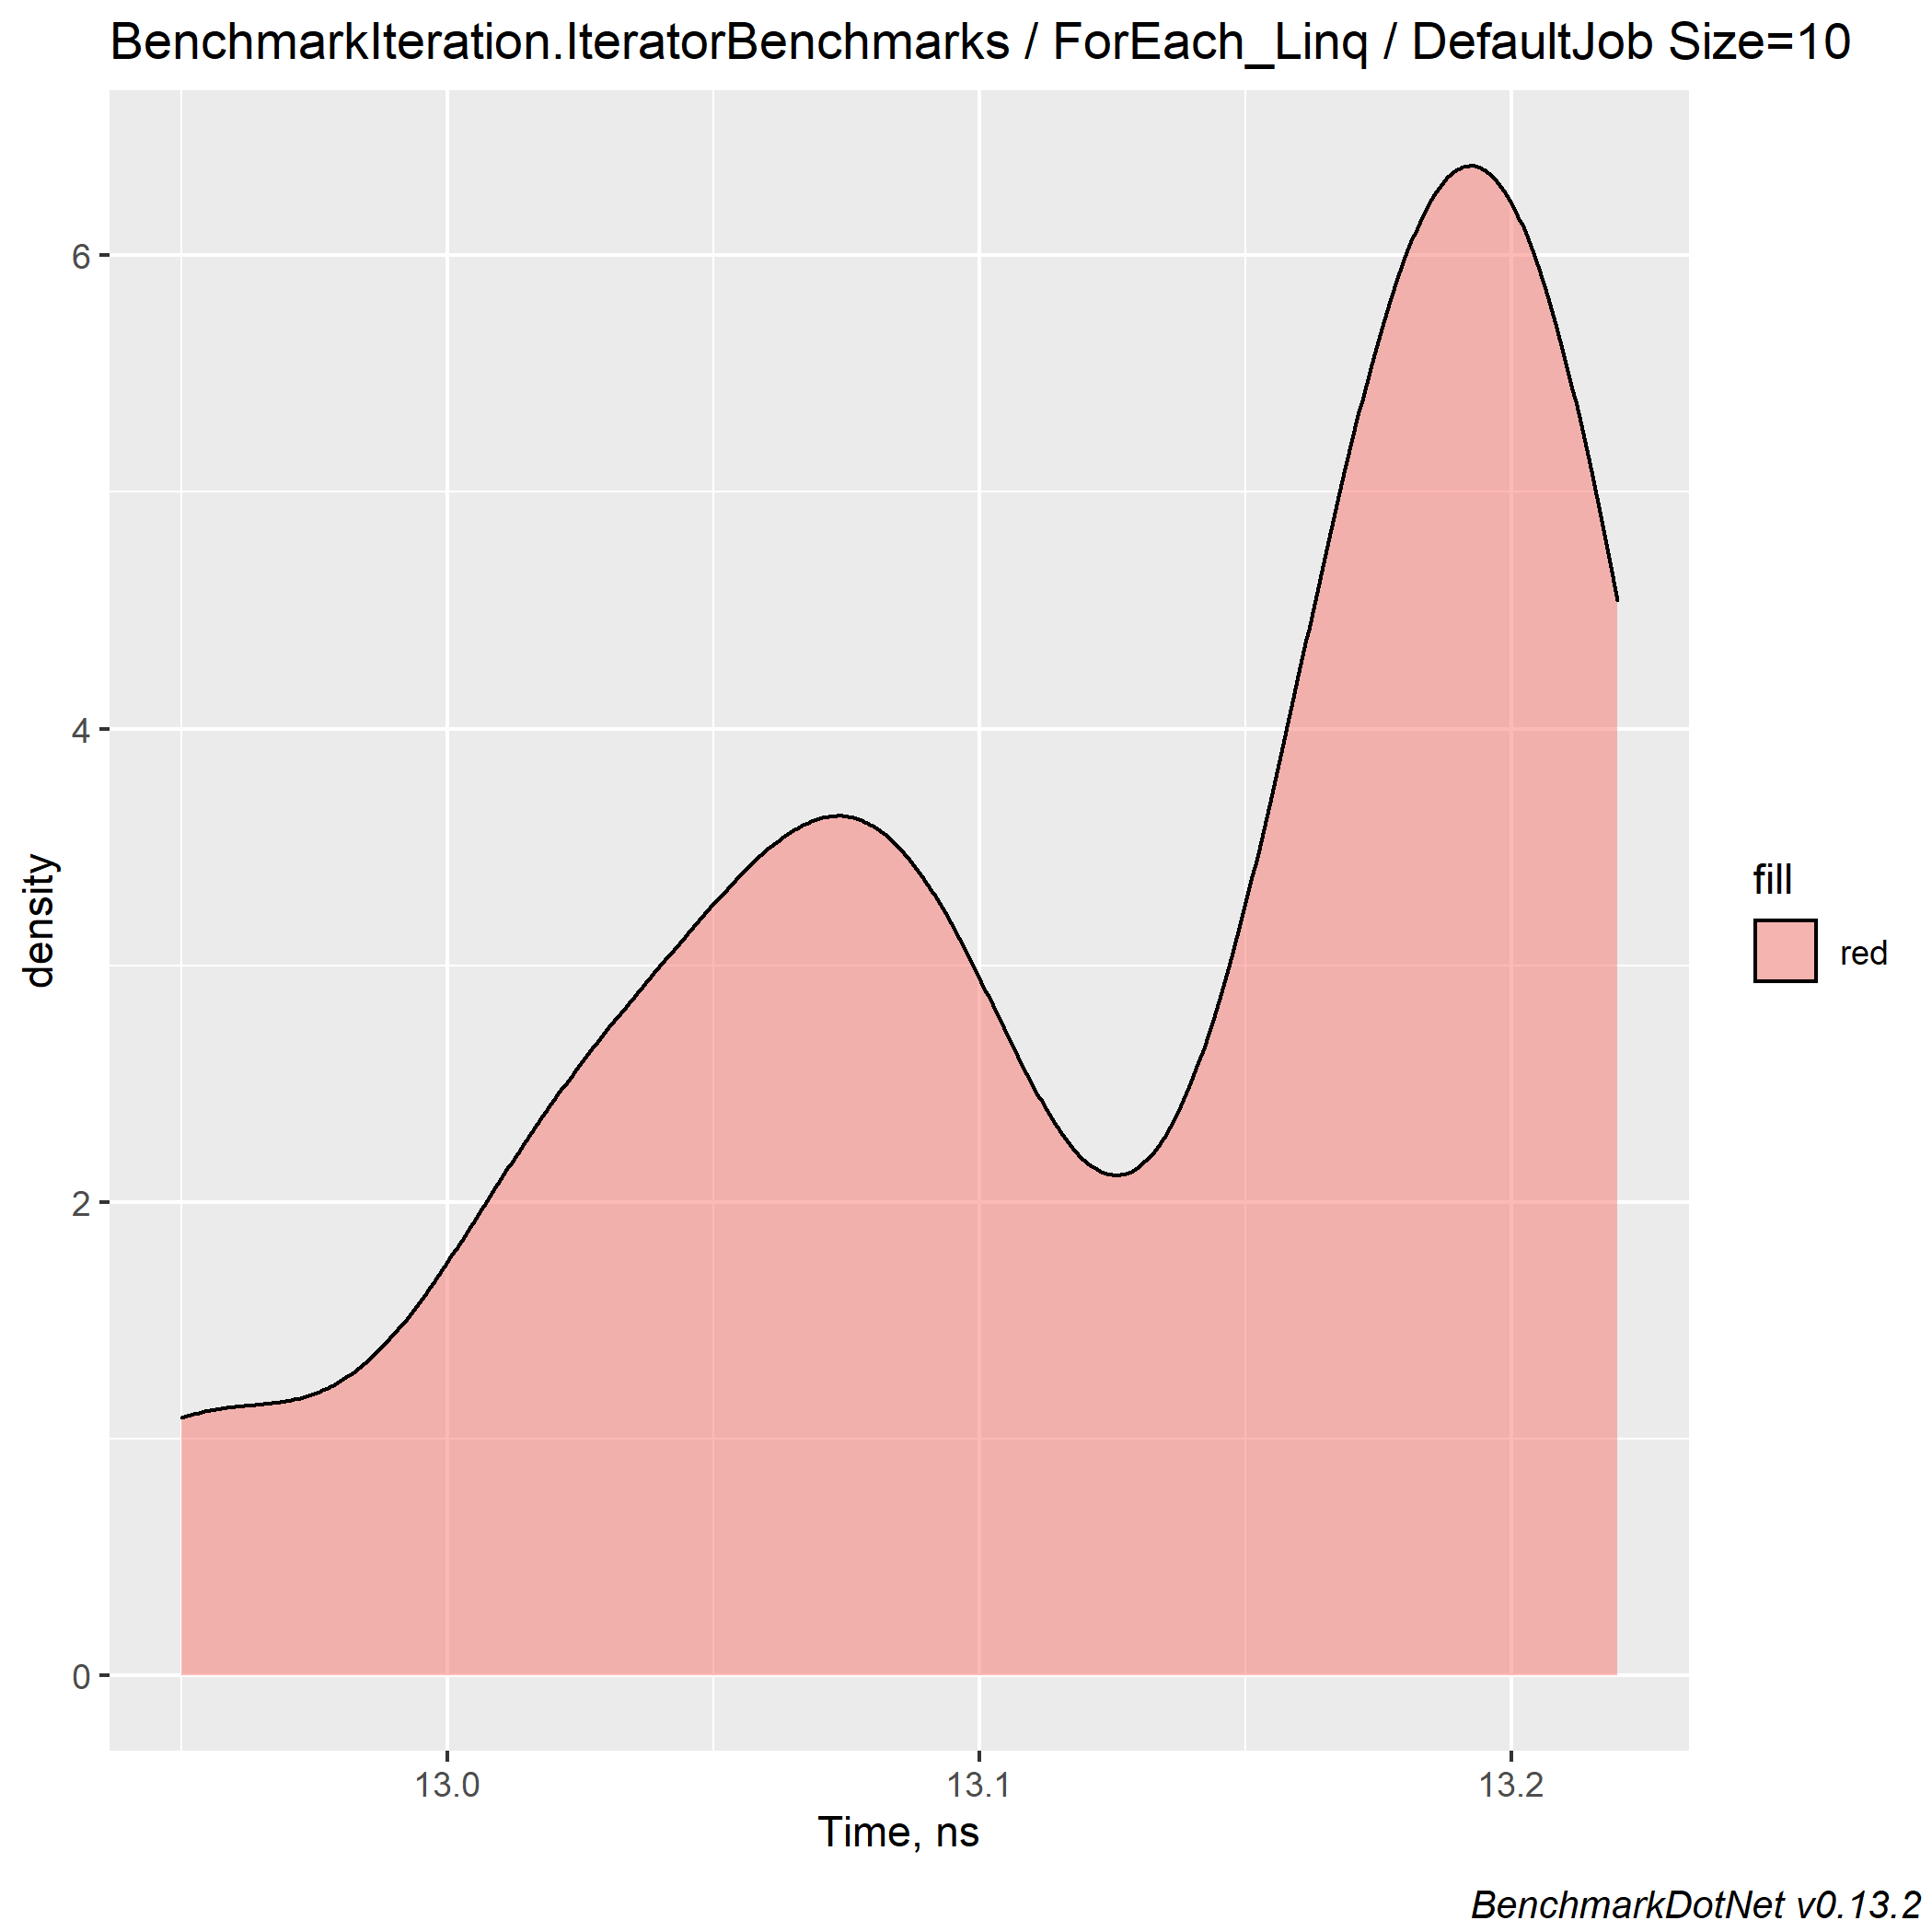 BenchmarkIteration.IteratorBenchmarks / ForEach_Linq / DefaultJob Size=10
6
4
2
0
density
13.0
13.1
13.2
Time, ns
fill
red
BenchmarkDotNet v0.13.2